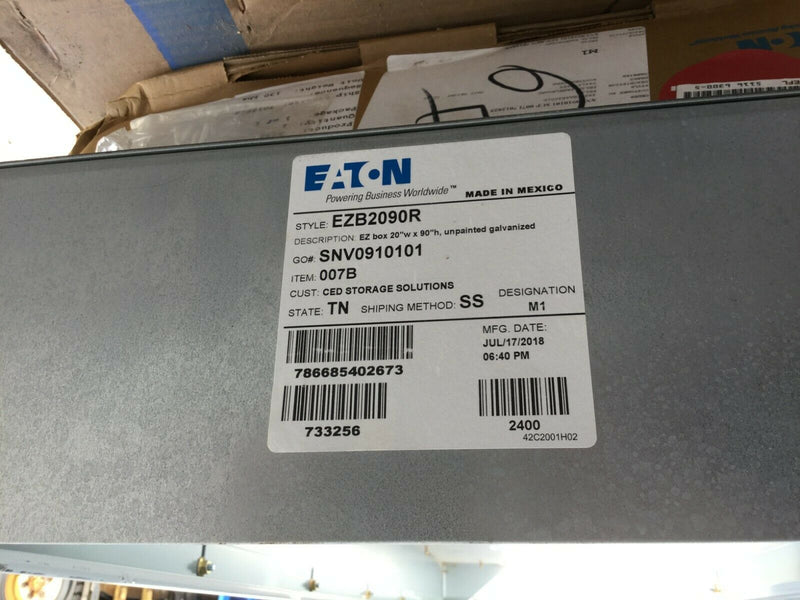 EATON
M1
EATON
Powering Business Worldwide™ MADE IN MEXICO
STYLE: EZB2090R
DESCRIPTION: EZ box 20"w x 90"h, unpainted galvanized
GO#: SNV0910101
ITEM: 007B
CUST: CED STORAGE SOLUTIONS
STATE: TN SHIPING METHOD: SS DESIGNATION
M1
MFG. DATE:
JUL/17/2018
06:40 PM
786685402673
733256
2400
42C2001H02